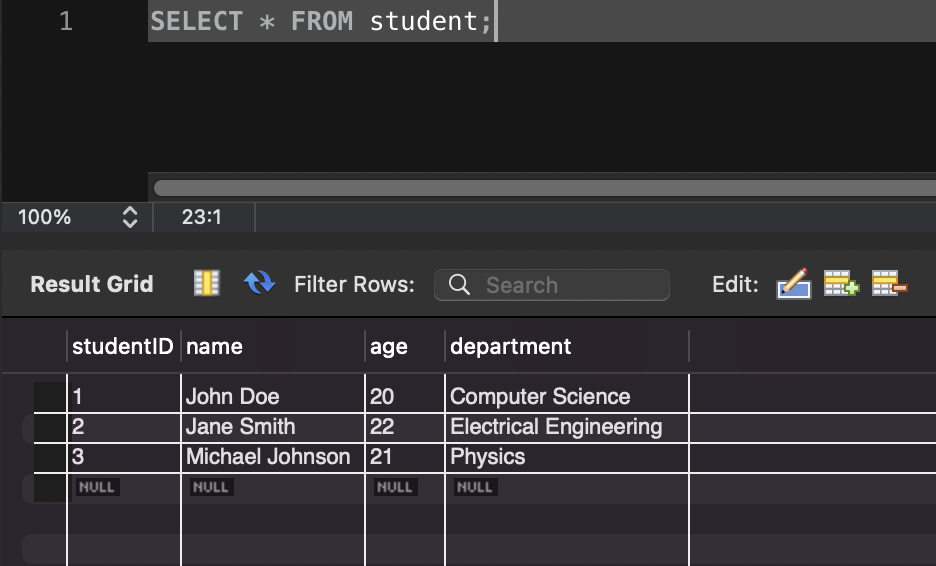 1 SELECT * FROM student;
100% 23:1
Result Grid Filter Rows: Search Edit:
studentID name age department
1 John Doe 20 Computer Science
2 Jane Smith 22 Electrical Engineering
3 Michael Johnson 21 Physics
NULL NULL NULL NULL